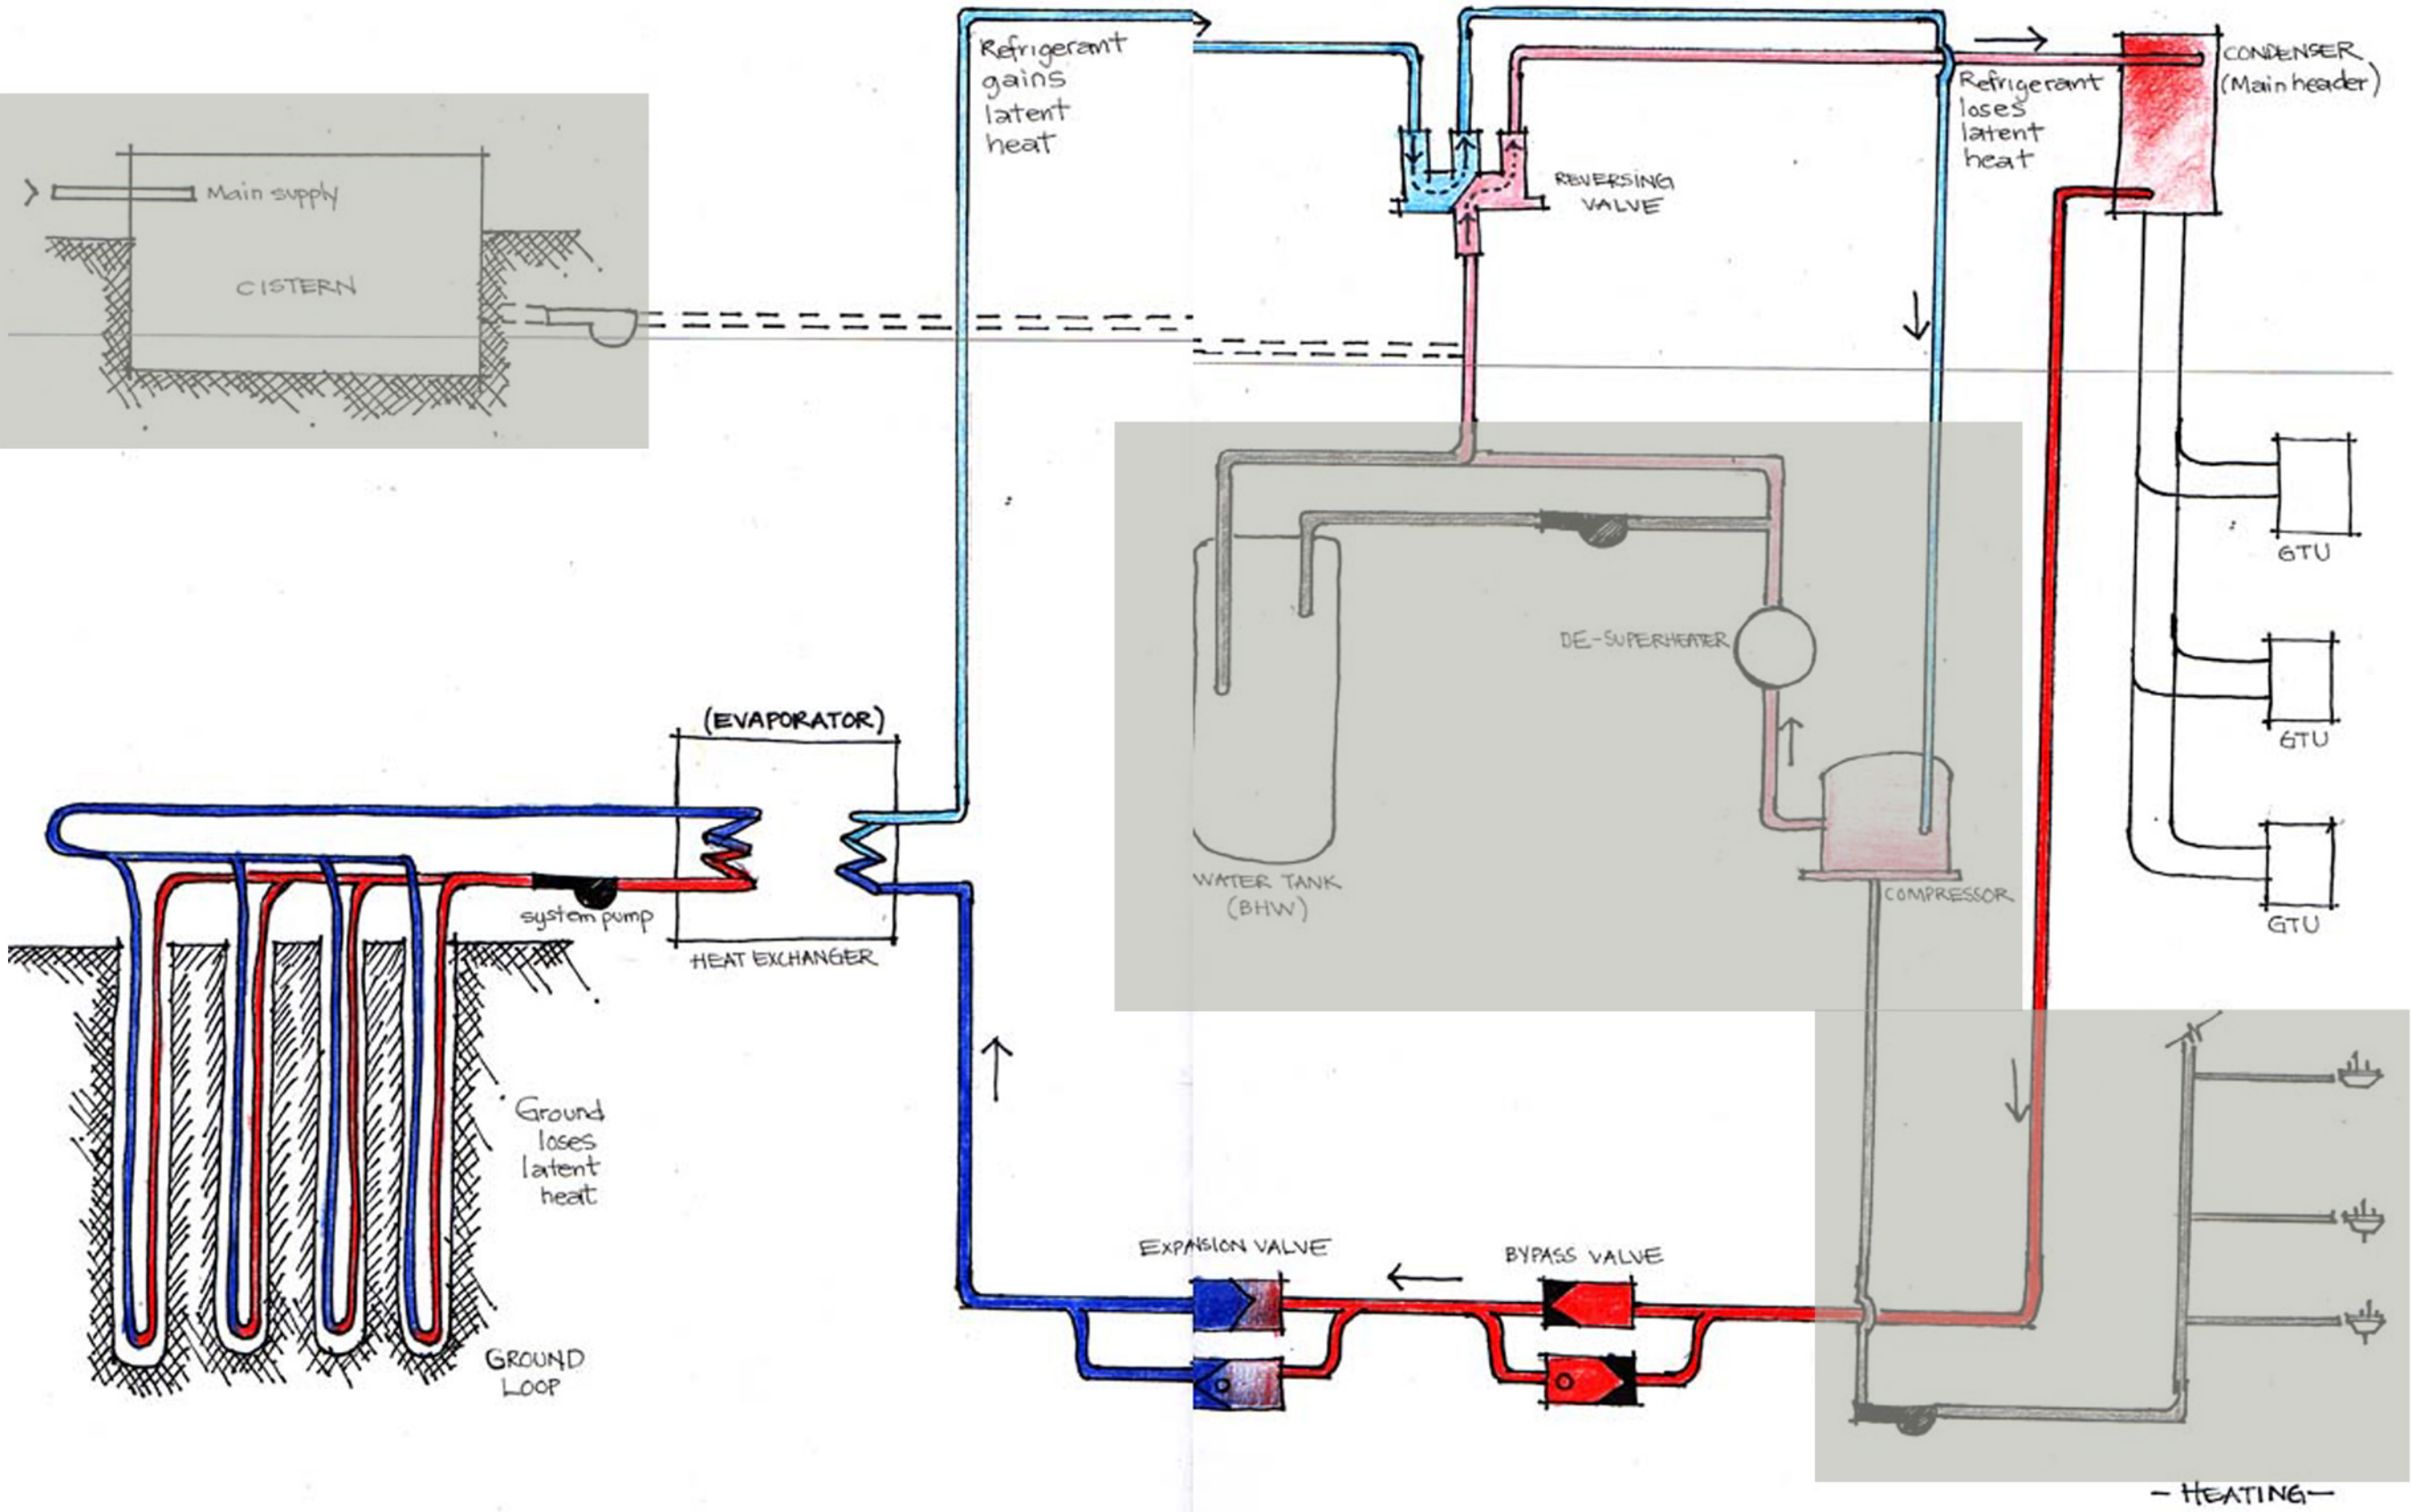 Refrigerant
gains
latent
heat
CONDENSER
(Main header)
Refrigerant
loses
latent
heat
Main supply
REVERSING
VALVE
CISTERN
GTU
DE-SUPERHEATER
GTU
(EVAPORATOR)
WATER TANK
(BHW)
COMPRESSOR
system pump
GTU
HEAT EXCHANGER
Ground
loses
latent
heat
EXPANSION VALVE
BYPASS VALVE
GROUND
LOOP
- HEATING -